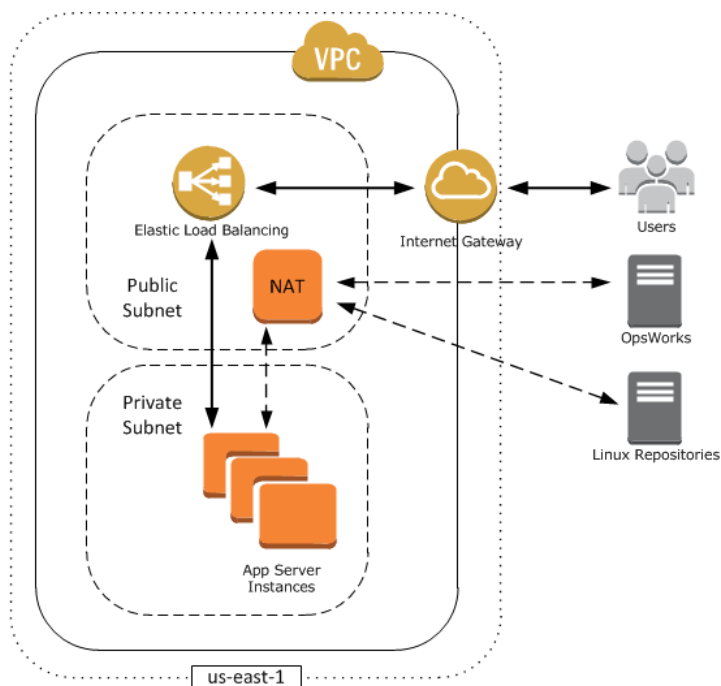 VPC
Elastic Load Balancing
Internet Gateway
Users
Public
Subnet
NAT
OpsWorks
Private
Subnet
Linux Repositories
App Server
Instances
us-east-1